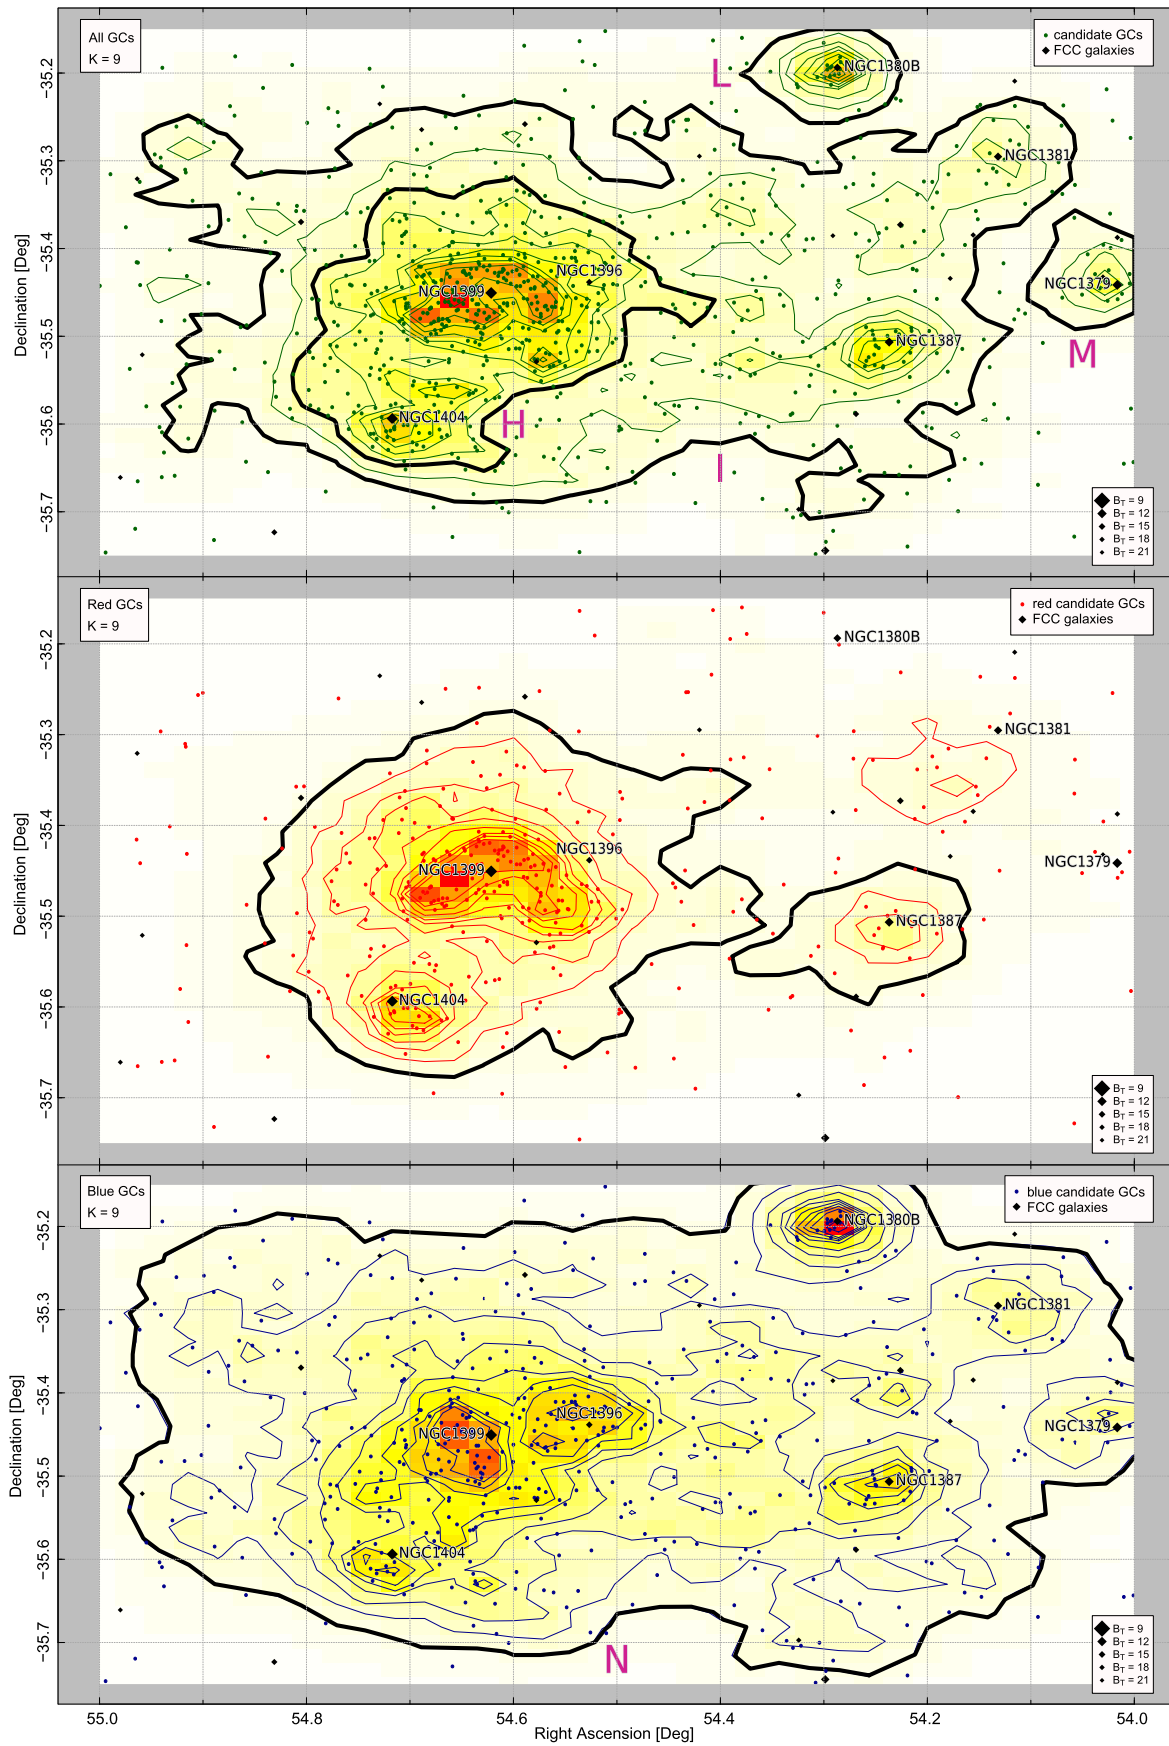 All GCs
K = 9
candidate GCs
FCC galaxies
L
NGC1380B
NGC1381
NGC1396
NGC1399
NGC1379
NGC1387
M
NGC1404
H
I
B_T = 9
B_T = 12
B_T = 15
B_T = 18
B_T = 21
−35.2
−35.3
−35.4
−35.5
−35.6
−35.7
Declination [Deg]
Red GCs
K = 9
red candidate GCs
FCC galaxies
NGC1380B
NGC1381
NGC1396
NGC1399
NGC1379
NGC1387
NGC1404
B_T = 9
B_T = 12
B_T = 15
B_T = 18
B_T = 21
−35.2
−35.3
−35.4
−35.5
−35.6
−35.7
Declination [Deg]
Blue GCs
K = 9
blue candidate GCs
FCC galaxies
NGC1380B
NGC1381
NGC1396
NGC1399
NGC1379
NGC1387
NGC1404
N
B_T = 9
B_T = 12
B_T = 15
B_T = 18
B_T = 21
−35.2
−35.3
−35.4
−35.5
−35.6
−35.7
Declination [Deg]
55.0 54.8 54.6 54.4 54.2 54.0
Right Ascension [Deg]